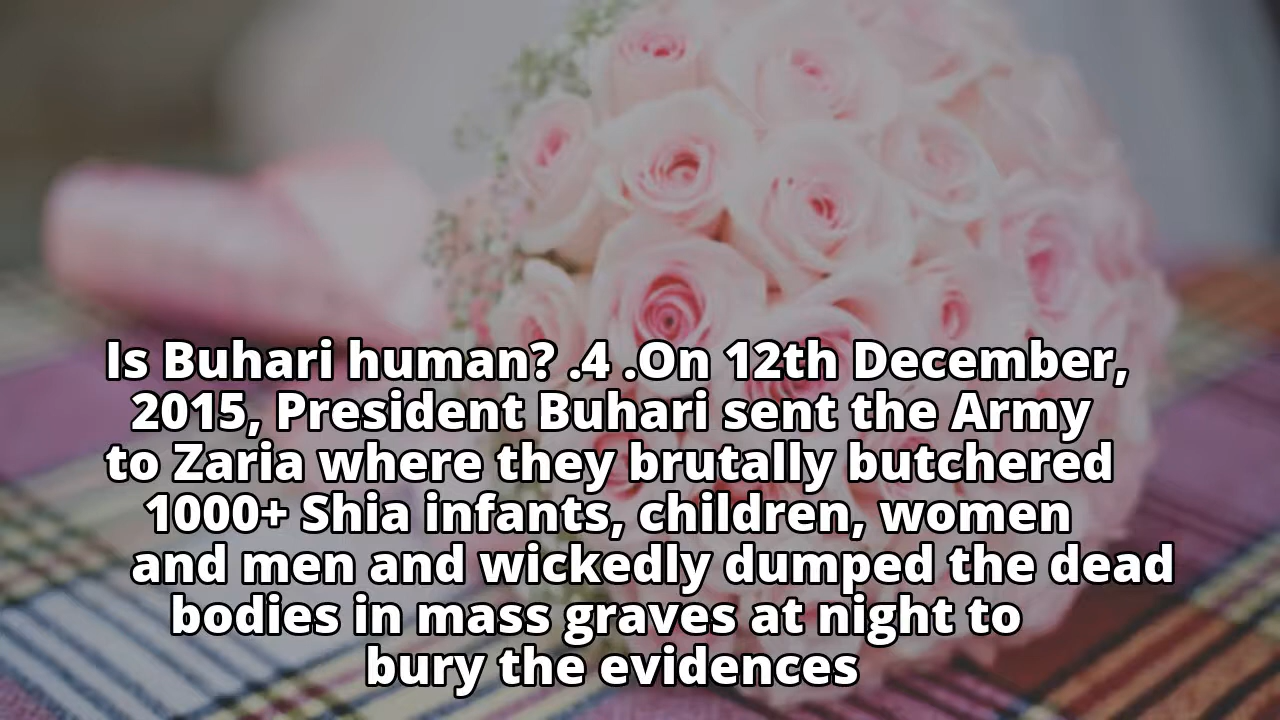 Is Buhari human? .4 .On 12th December,
2015, President Buhari sent the Army
to Zaria where they brutally butchered
1000+ Shia infants, children, women
and men and wickedly dumped the dead
bodies in mass graves at night to
bury the evidences